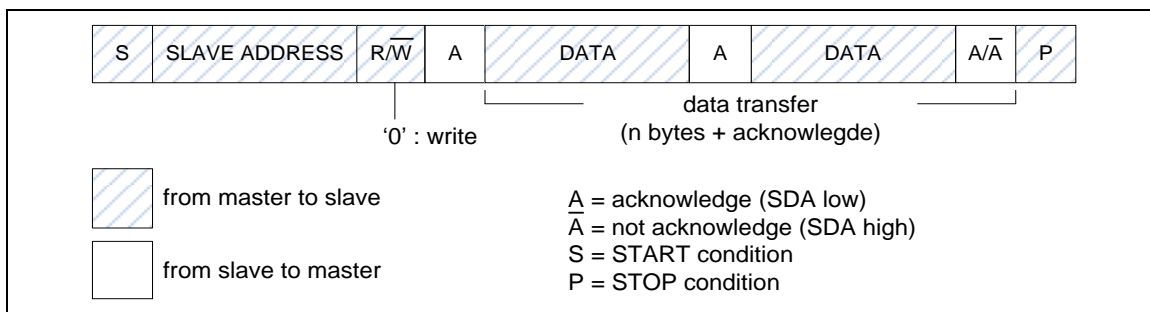 S SLAVE ADDRESS R/W̅ A DATA A DATA A/A̅ P
data transfer
(n bytes + acknowlegde)
‘0’ : write
from master to slave
from slave to master
A = acknowledge (SDA low)
A̅ = not acknowledge (SDA high)
S = START condition
P = STOP condition